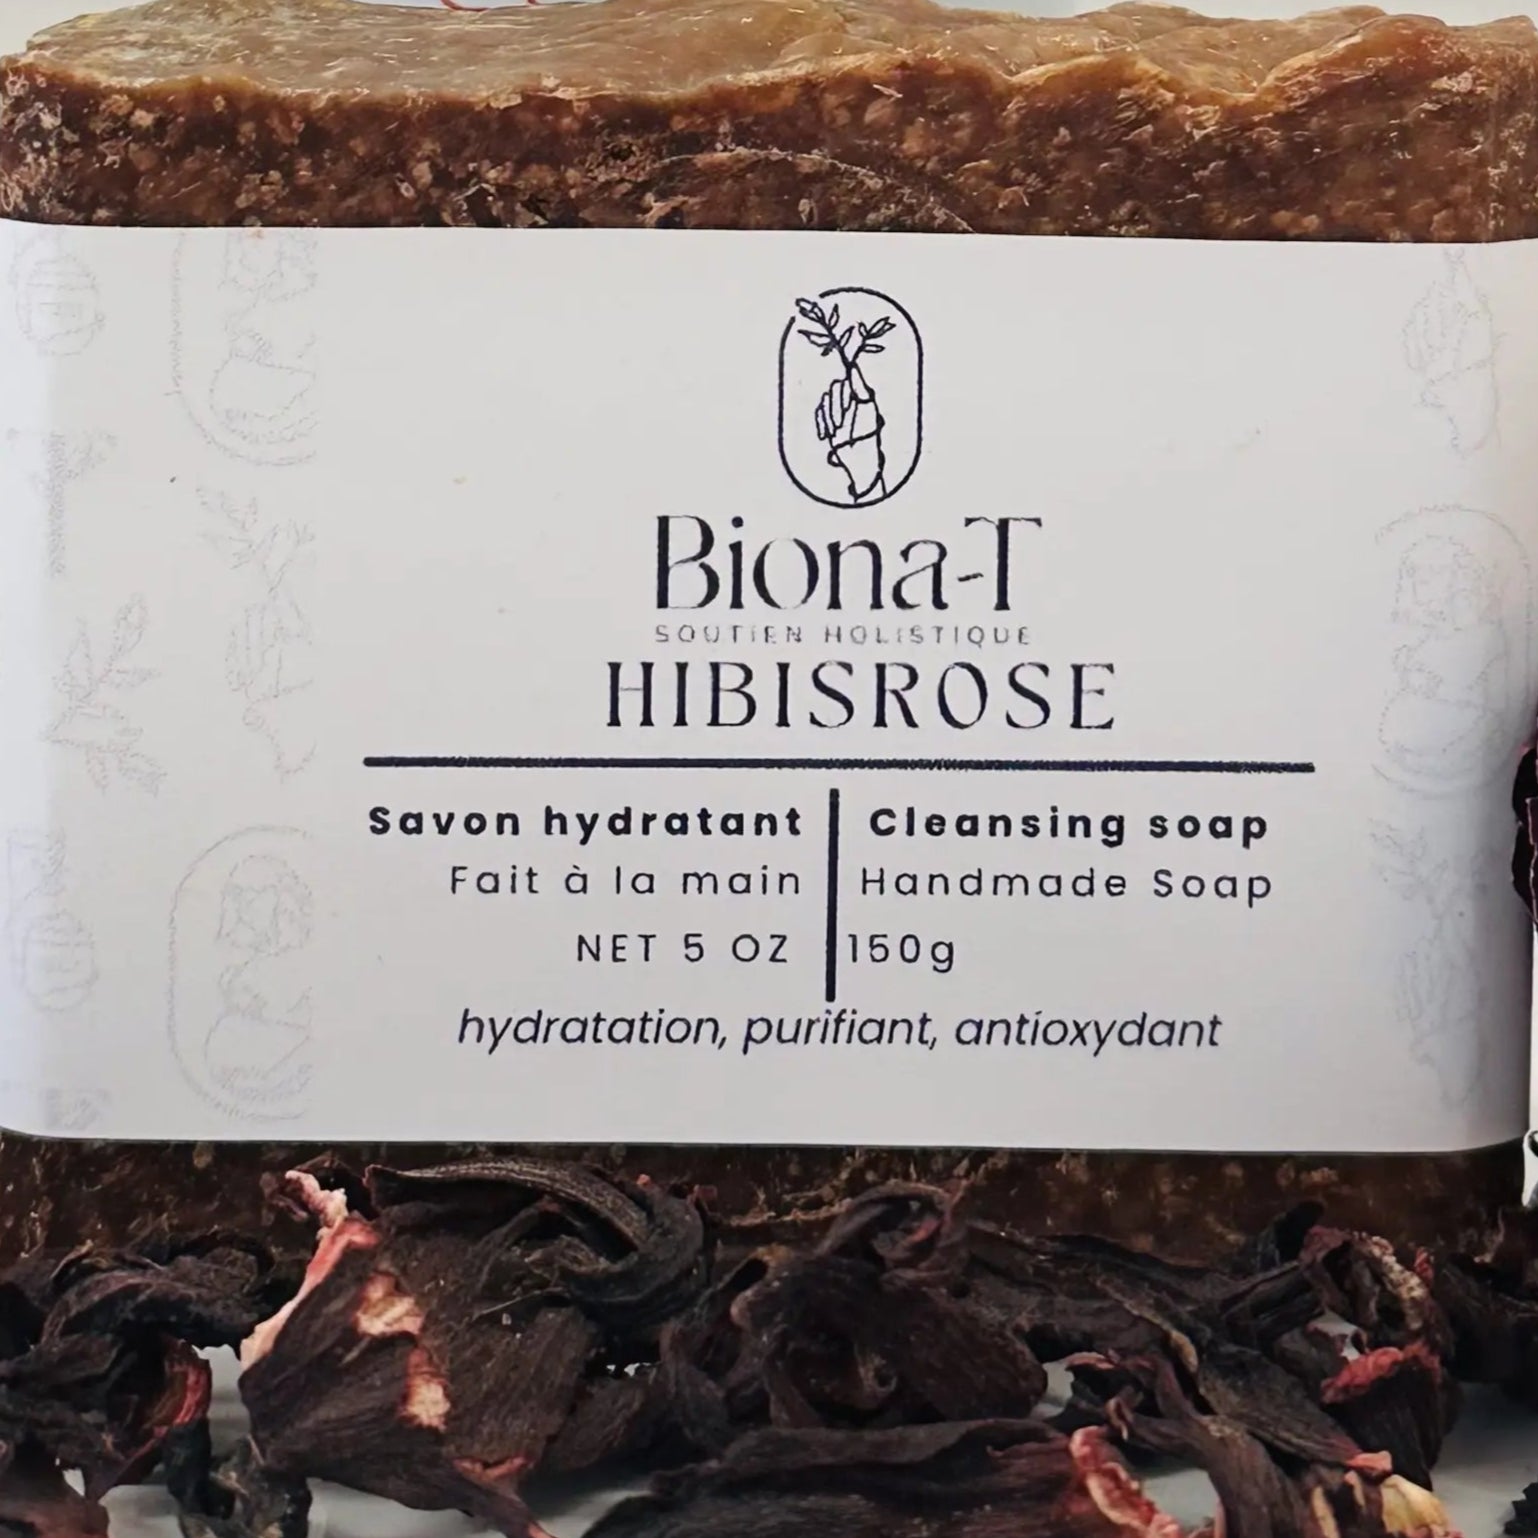 Biona-T
SOUTIEN HOLISTIQUE
HIBISROSE
Savon hydratant
Fait à la main
NET 5 OZ
Cleansing soap
Handmade Soap
150g
hydratation, purifiant, antioxydant